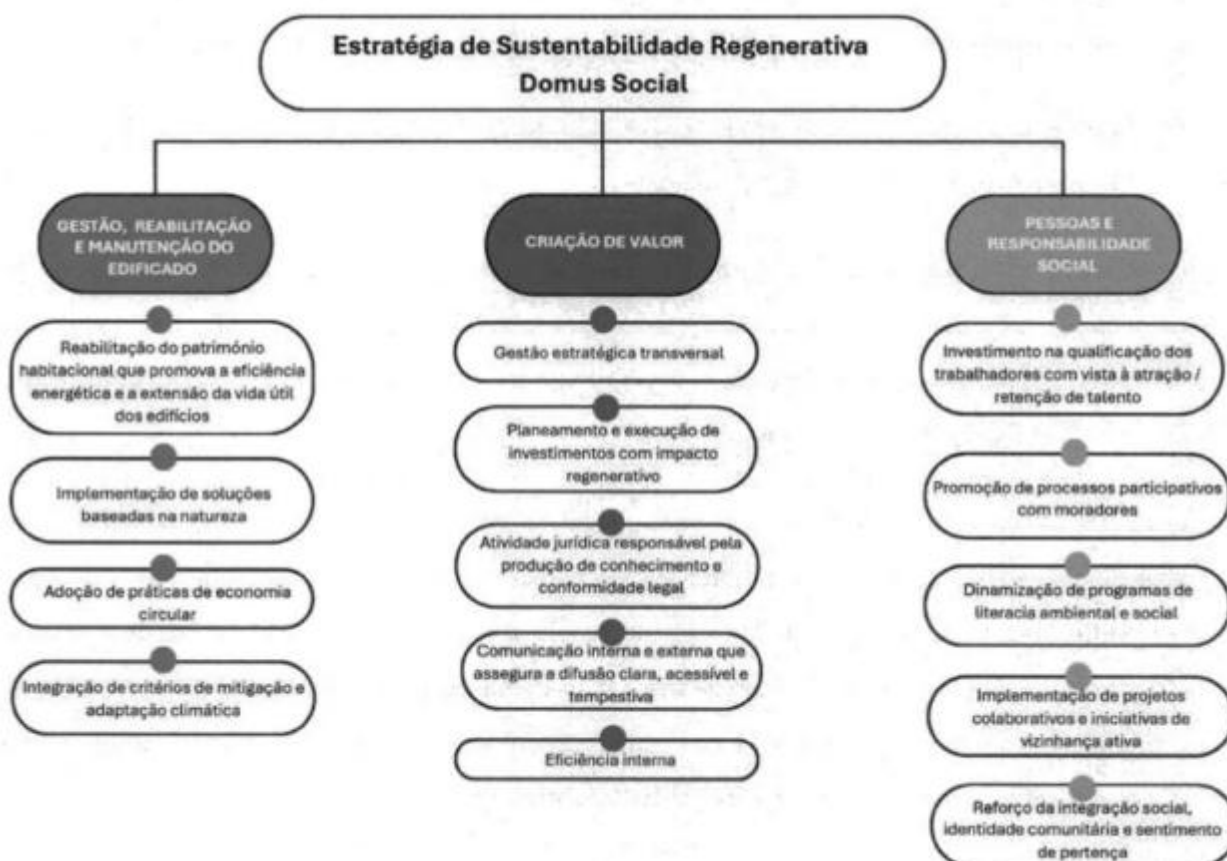 Estratégia de Sustentabilidade Regenerativa
Domus Social
GESTÃO, REABILITAÇÃO
E MANUTENÇÃO DO
EDIFICADO
Reabilitação do património
habitacional que promova a eficiência
energética e a extensão da vida útil
dos edifícios
Implementação de soluções
baseadas na natureza
Adoção de práticas de economia
circular
Integração de critérios de mitigação e
adaptação climática
CRIAÇÃO DE VALOR
Gestão estratégica transversal
Planeamento e execução de
investimentos com impacto
regenerativo
Atividade jurídica responsável pela
produção de conhecimento e
conformidade legal
Comunicação interna e externa que
assegura a difusão clara, acessível e
tempestiva
Eficiência interna
PESSOAS E
RESPONSABILIDADE
SOCIAL
Investimento na qualificação dos
trabalhadores com vista à atração /
retenção de talento
Promoção de processos participativos
com moradores
Dinamização de programas de
literacia ambiental e social
Implementação de projetos
colaborativos e iniciativas de
vizinhança ativa
Reforço da integração social,
identidade comunitária e sentimento
de pertença